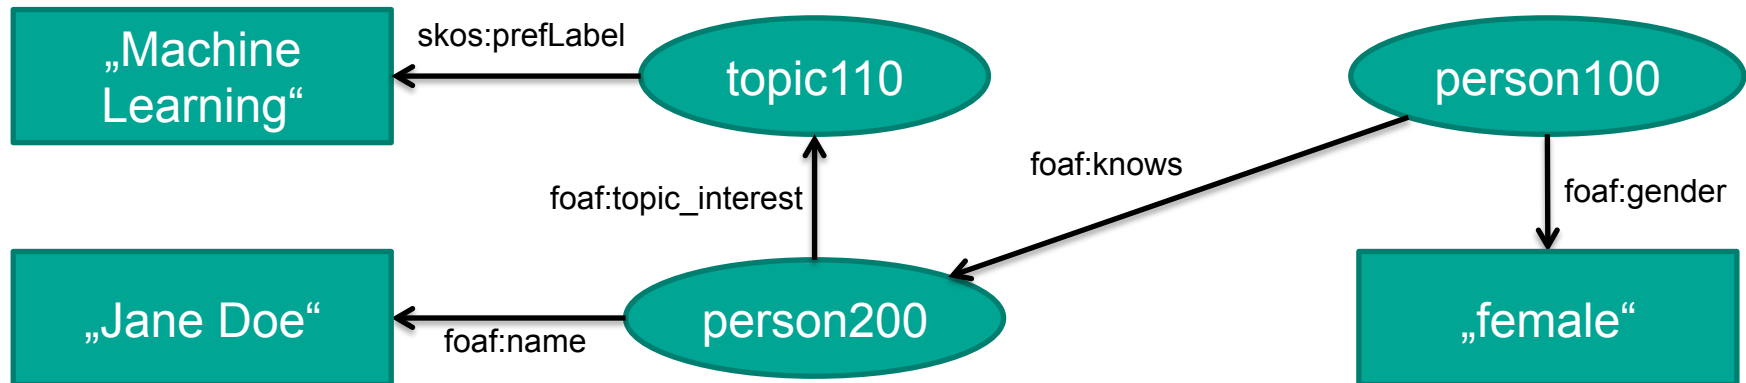 „Machine
Learning“
skos:prefLabel
topic110
person100
foaf:knows
foaf:topic_interest
foaf:gender
„Jane Doe“
foaf:name
person200
„female“